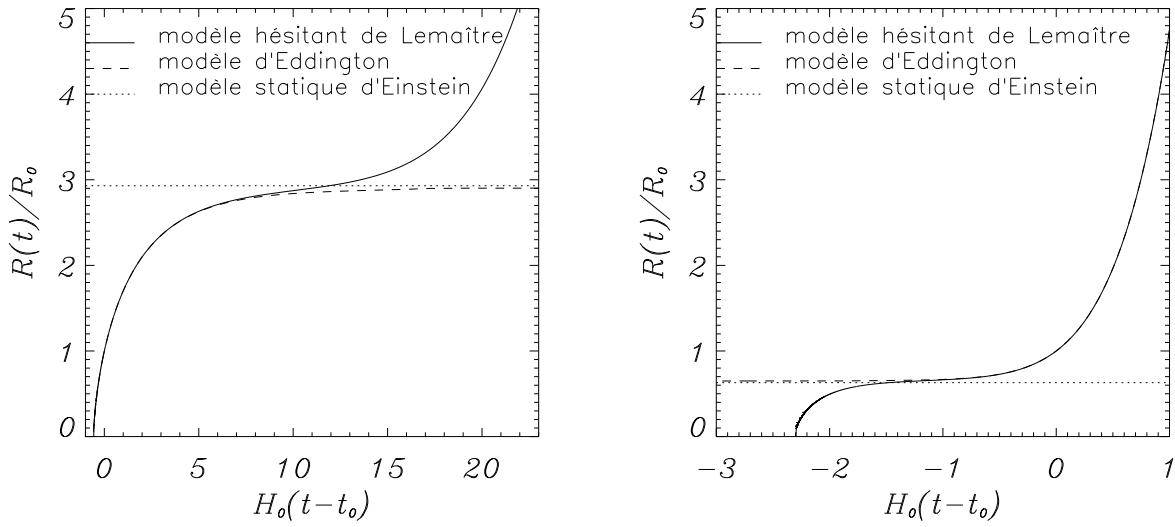 5
4
3
2
1
0
R(t)/R₀
modèle hésitant de Lemaître
modèle d'Eddington
modèle statique d'Einstein
0 5 10 15 20
H₀(t−t₀)
5
4
3
2
1
0
R(t)/R₀
modèle hésitant de Lemaître
modèle d'Eddington
modèle statique d'Einstein
−3 −2 −1 0 1
H₀(t−t₀)